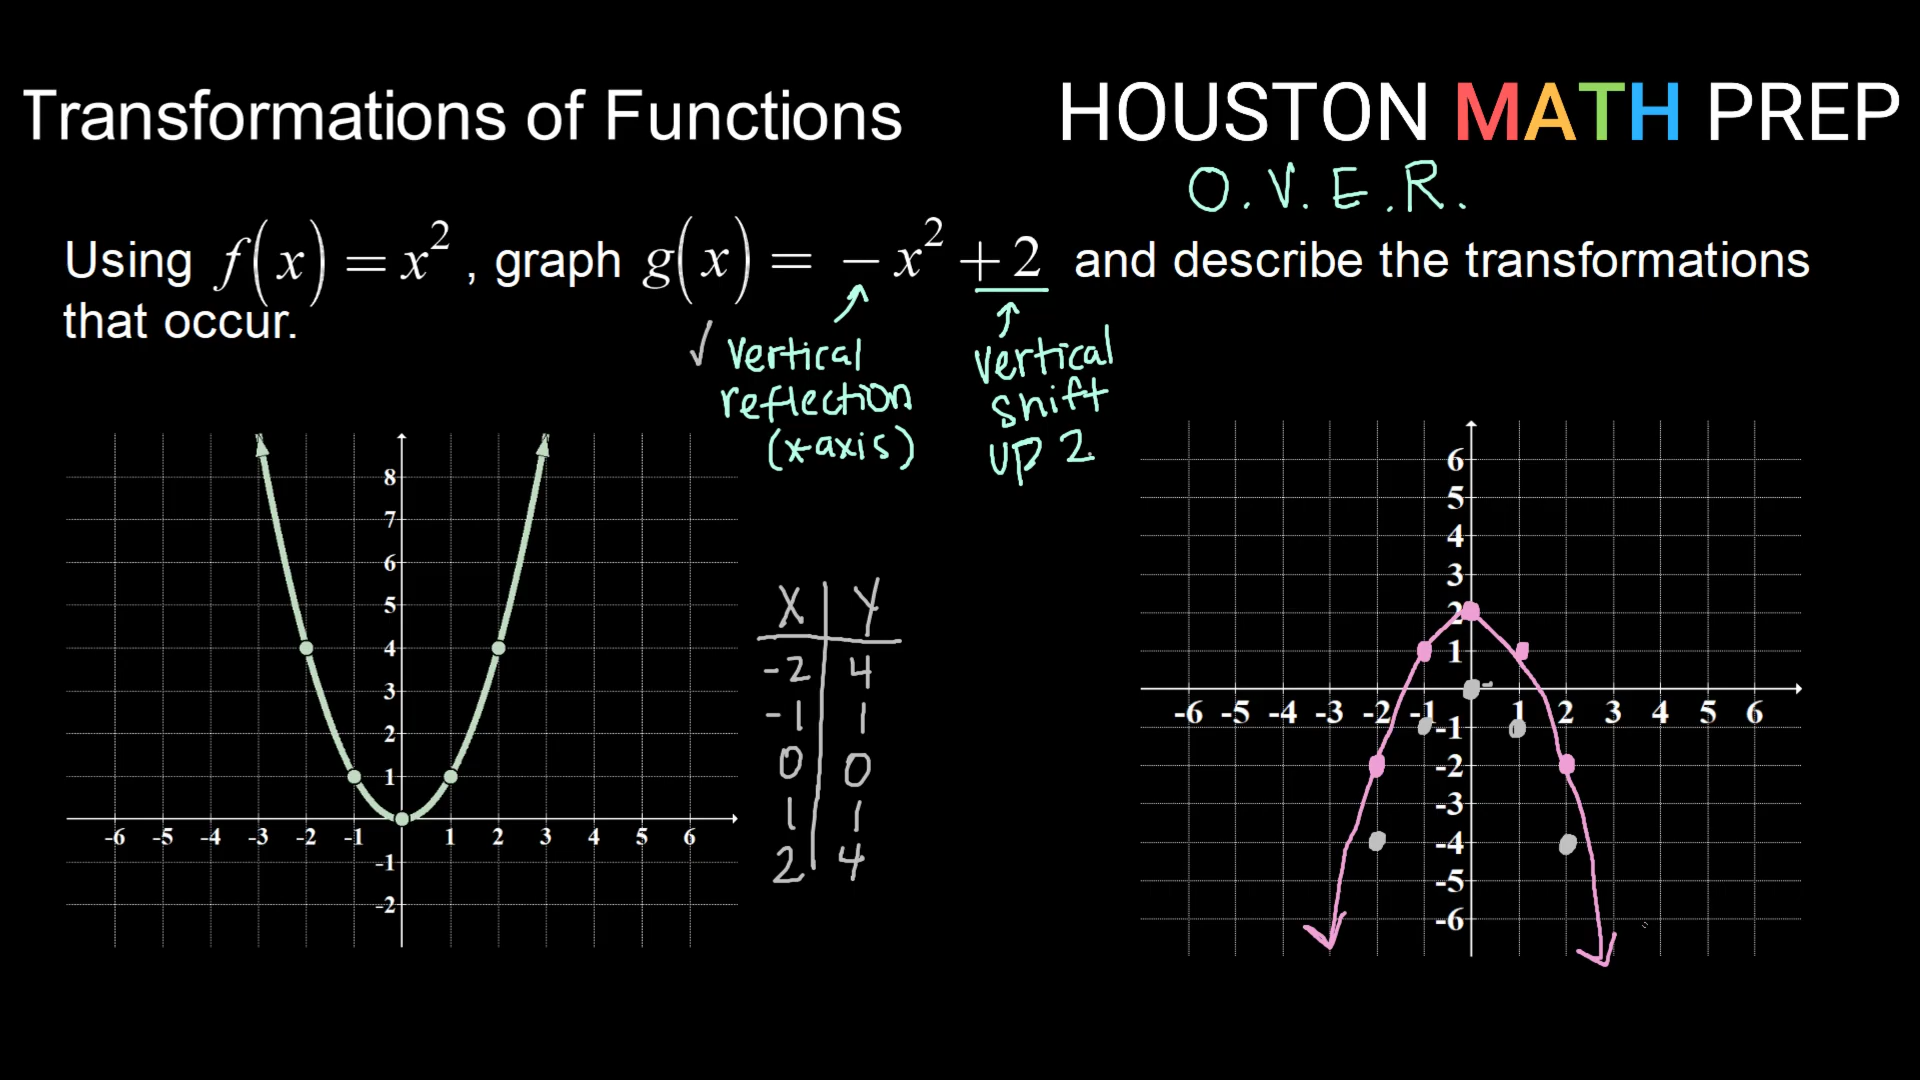 Transformations of Functions
HOUSTON MATH PREP
O.V.E.R.
Using f(x) = x², graph g(x) = −x² + 2 and describe the transformations
that occur.
✓ vertical
reflection
(x-axis)
vertical
shift
up 2
8
7
6
5
4
3
2
1
-6 -5 -4 -3 -2 -1 1 2 3 4 5 6
-1
-2
X Y
-2 4
-1 1
0 0
1 1
2 4
6
5
4
3
2
1
-6 -5 -4 -3 -2 -1 1 2 3 4 5 6
-1
-2
-3
-4
-5
-6